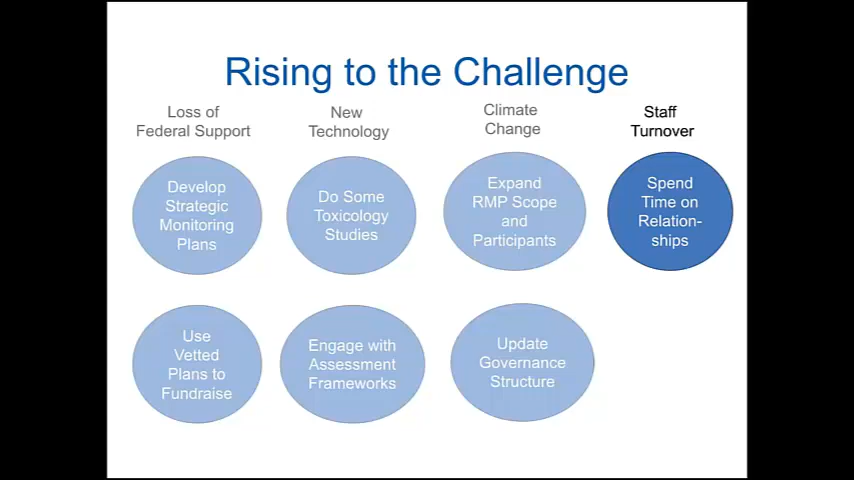 Rising to the Challenge
Loss of
Federal Support
New
Technology
Climate
Change
Staff
Turnover
Develop
Strategic
Monitoring
Plans
Do Some
Toxicology
Studies
Expand
RMP Scope
and
Participants
Spend
Time on
Relation-
ships
Use
Vetted
Plans to
Fundraise
Engage with
Assessment
Frameworks
Update
Governance
Structure